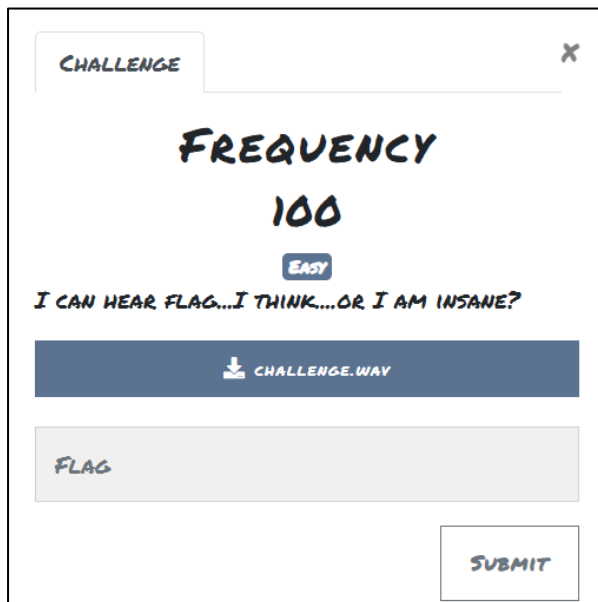 CHALLENGE
×
FREQUENCY
100
EASY
I CAN HEAR FLAG...I THINK....OR I AM INSANE?
CHALLENGE.WAV
FLAG
SUBMIT